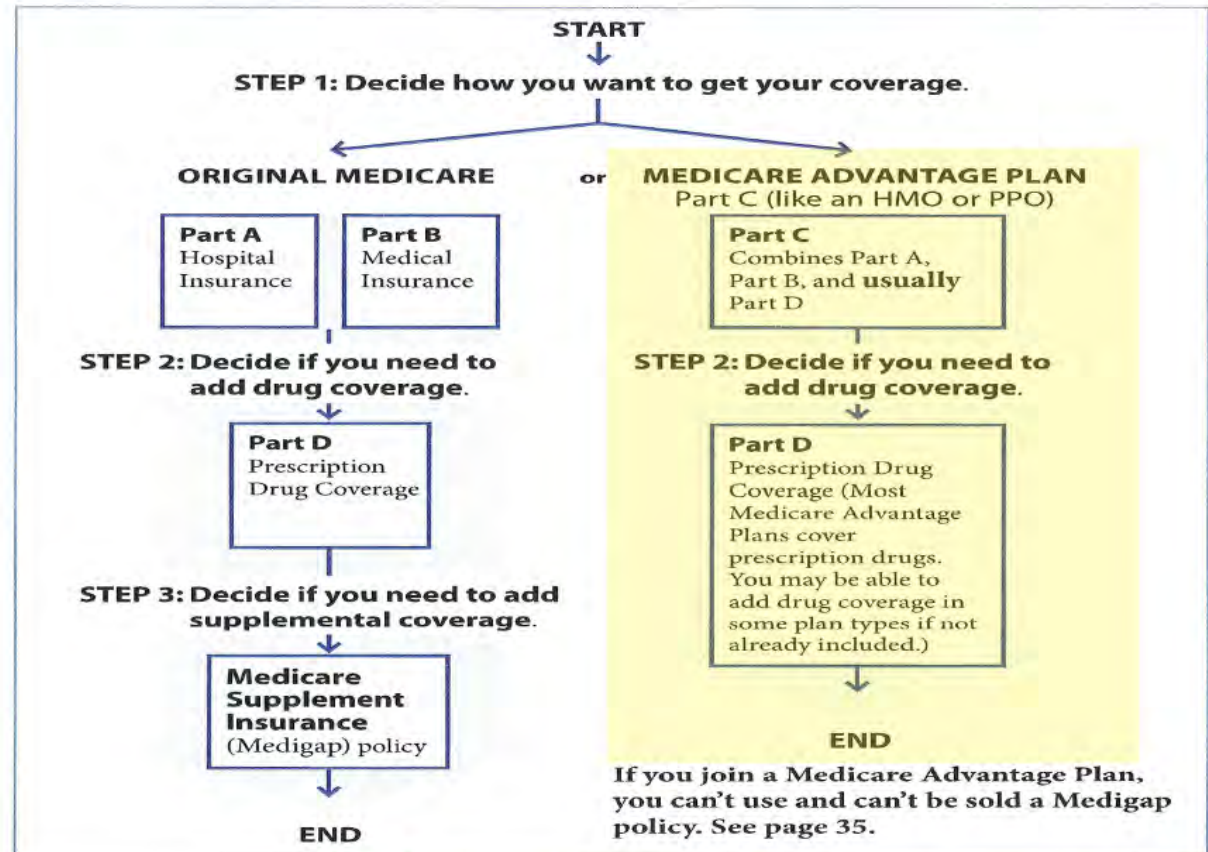 START
STEP 1: Decide how you want to get your coverage.
ORIGINAL MEDICARE
or
MEDICARE ADVANTAGE PLAN
Part C (like an HMO or PPO)
Part A
Hospital
Insurance
Part B
Medical
Insurance
Part C
Combines Part A,
Part B, and usually
Part D
STEP 2: Decide if you need to
add drug coverage.
Part D
Prescription
Drug Coverage
STEP 3: Decide if you need to add
supplemental coverage.
Medicare
Supplement
Insurance
(Medigap) policy
END
STEP 2: Decide if you need to
add drug coverage.
Part D
Prescription Drug
Coverage (Most
Medicare Advantage
Plans cover
prescription drugs.
You may be able to
add drug coverage in
some plan types if not
already included.)
END
If you join a Medicare Advantage Plan,
you can't use and can't be sold a Medigap
policy. See page 35.